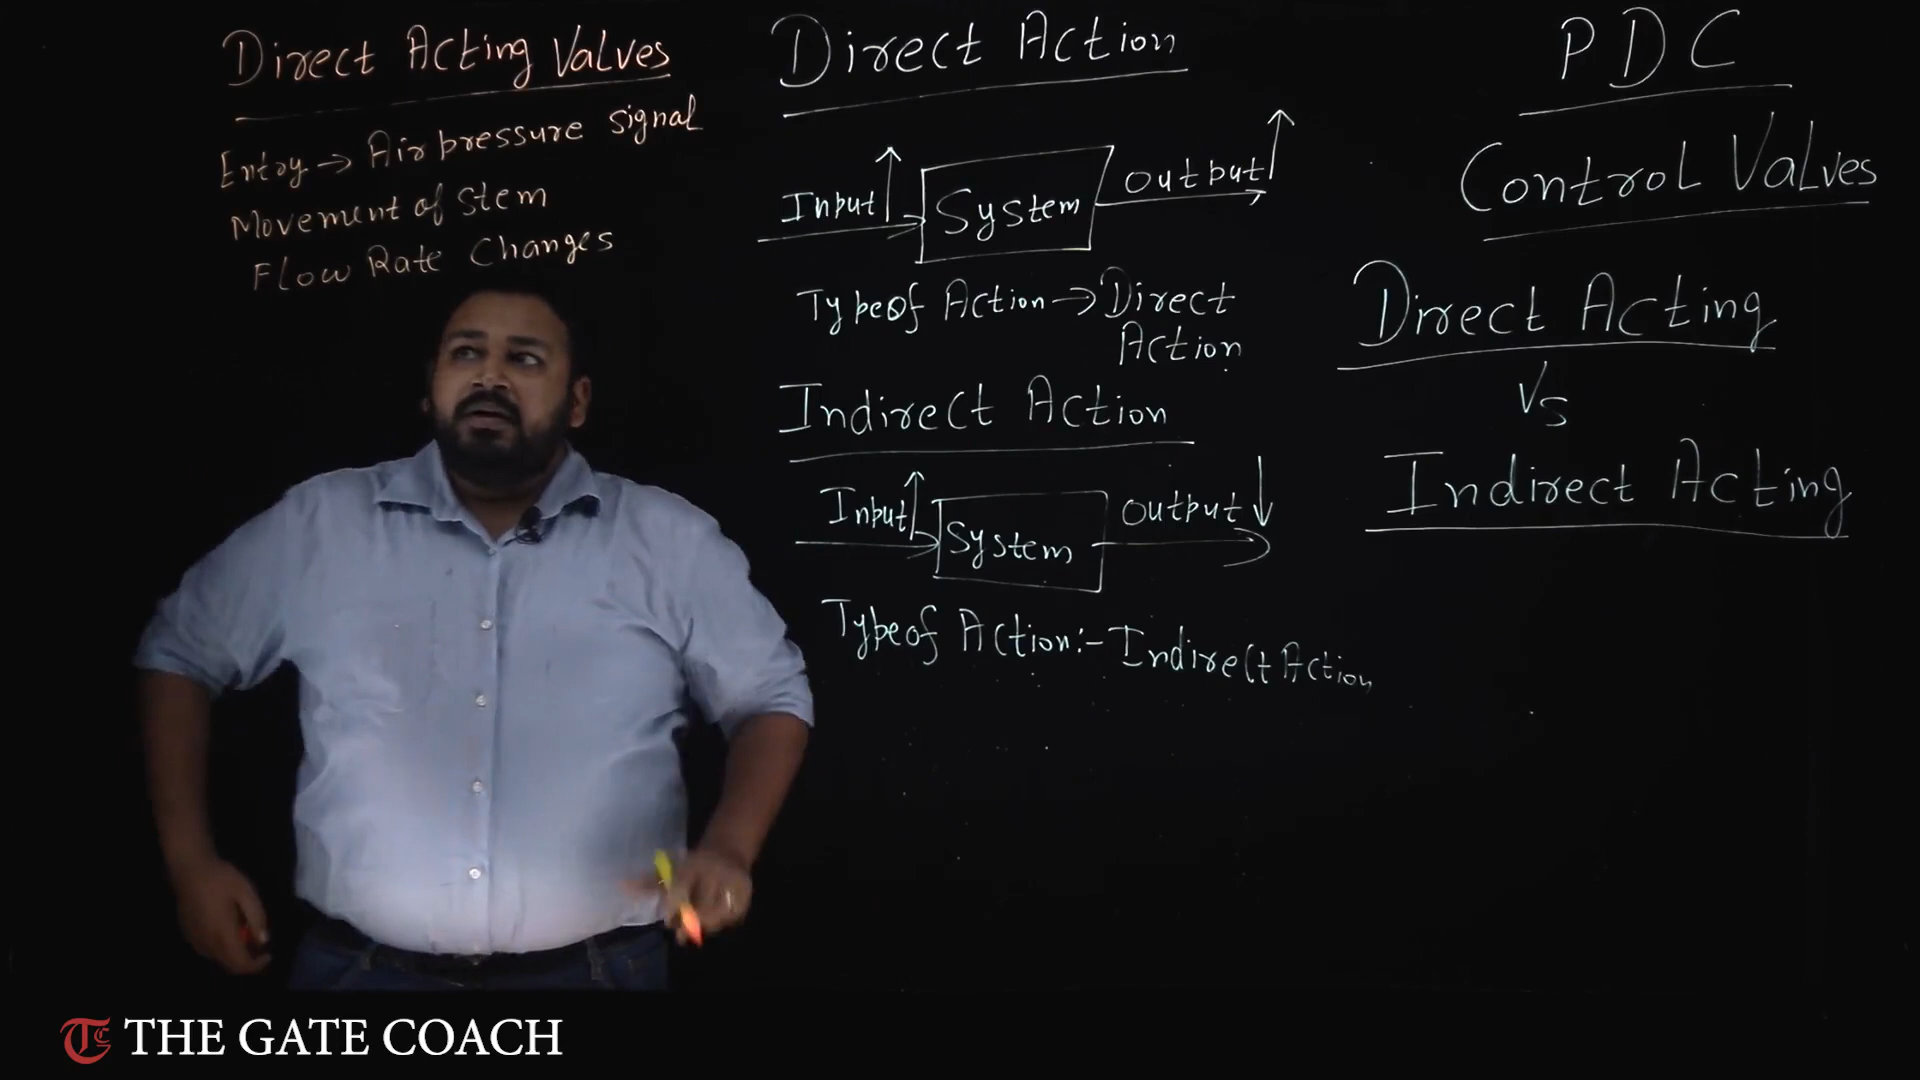 Direct Acting Valves
Entry → Air pressure signal
Movement of stem
Flow Rate Changes
Direct Action
Input ↑
System
Output ↑
Type of Action → Direct
Action
Indirect Action
Input ↑
System
Output ↓
Type of Action:- Indirect Action
PDC
Control Valves
Direct Acting
Vs
Indirect Acting
THE GATE COACH